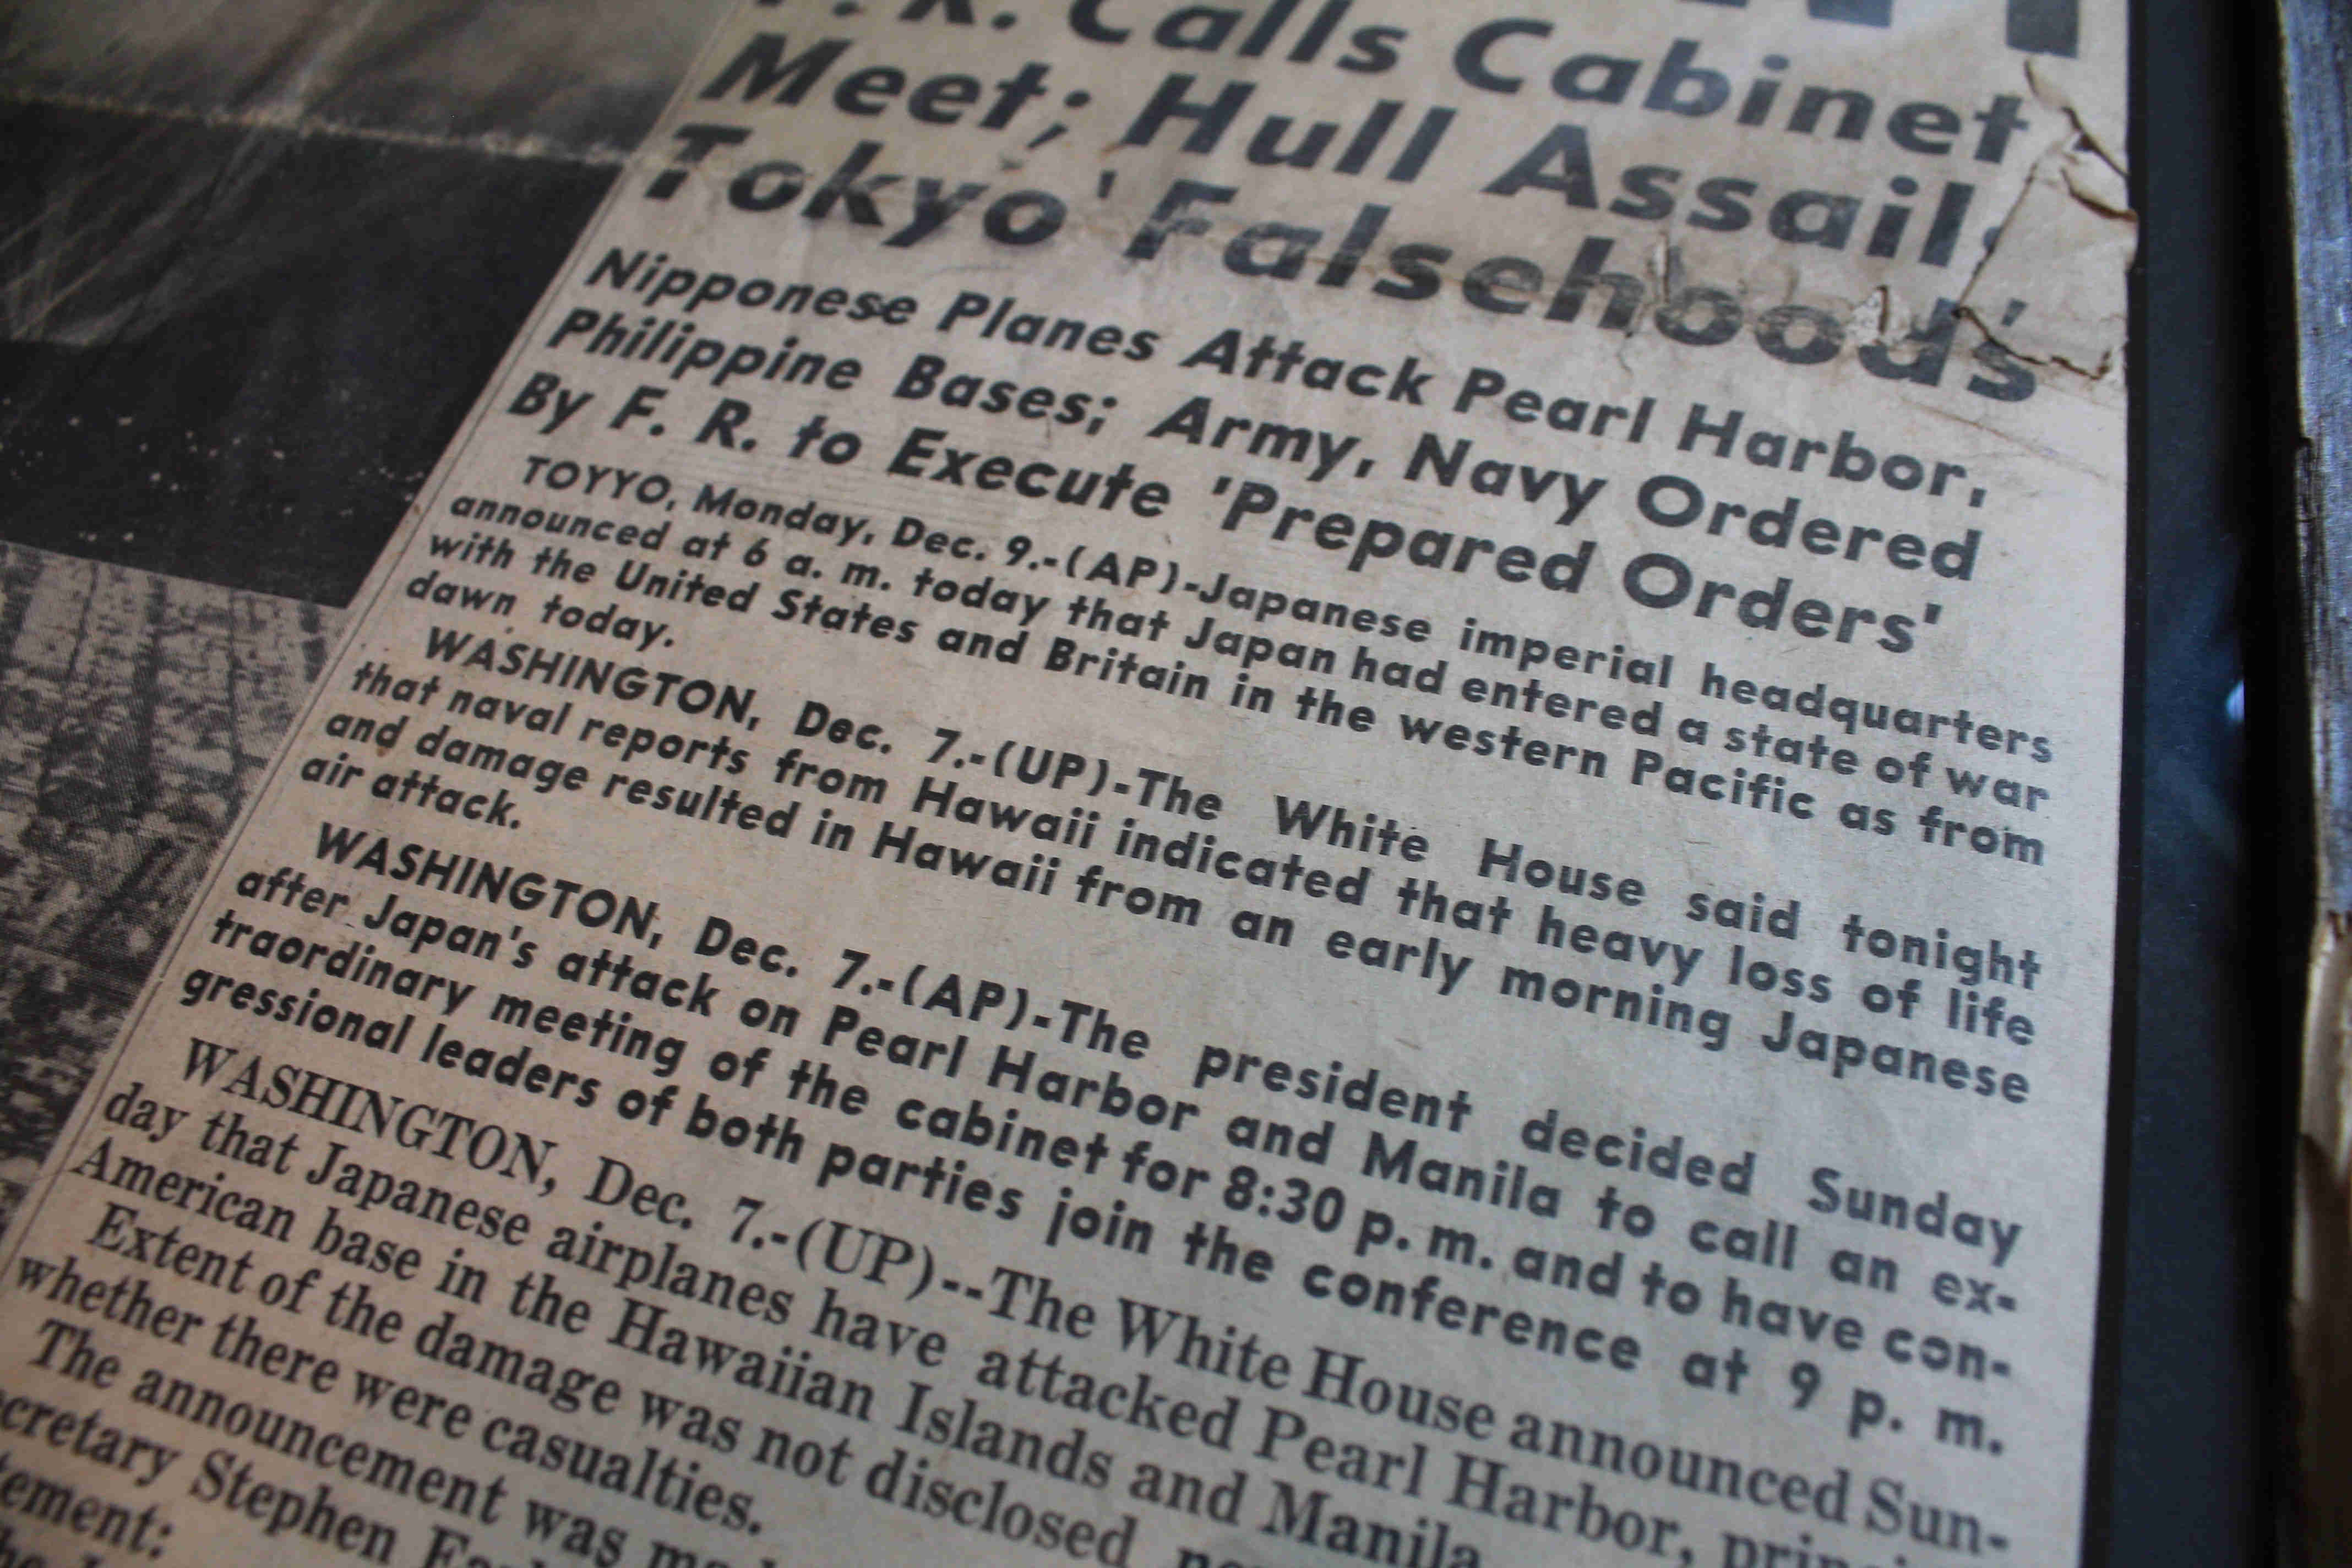 F. R. Calls Cabinet
Meet; Hull Assails
Tokyo 'Falsehoods'
Nipponese Planes Attack Pearl Harbor,
Philippine Bases; Army, Navy Ordered
By F. R. to Execute 'Prepared Orders'
TOYYO, Monday, Dec. 9.-(AP)-Japanese imperial headquarters
announced at 6 a. m. today that Japan had entered a state of war
with the United States and Britain in the western Pacific as from
dawn today.
WASHINGTON, Dec. 7.-(UP)-The White House said tonight
that naval reports from Hawaii indicated that heavy loss of life
and damage resulted in Hawaii from an early morning Japanese
air attack.
WASHINGTON, Dec. 7.-(AP)-The president decided Sunday
after Japan's attack on Pearl Harbor and Manila to call an ex-
traordinary meeting of the cabinet for 8:30 p. m. and to have con-
gressional leaders of both parties join the conference at 9 p. m.
WASHINGTON, Dec. 7.-(UP)--The White House announced Sun-
day that Japanese airplanes have attacked Pearl Harbor,
American base in the Hawaiian Islands and Manila.
Extent of the damage was not disclosed
whether there were casualties.
The announcement was
Stephen